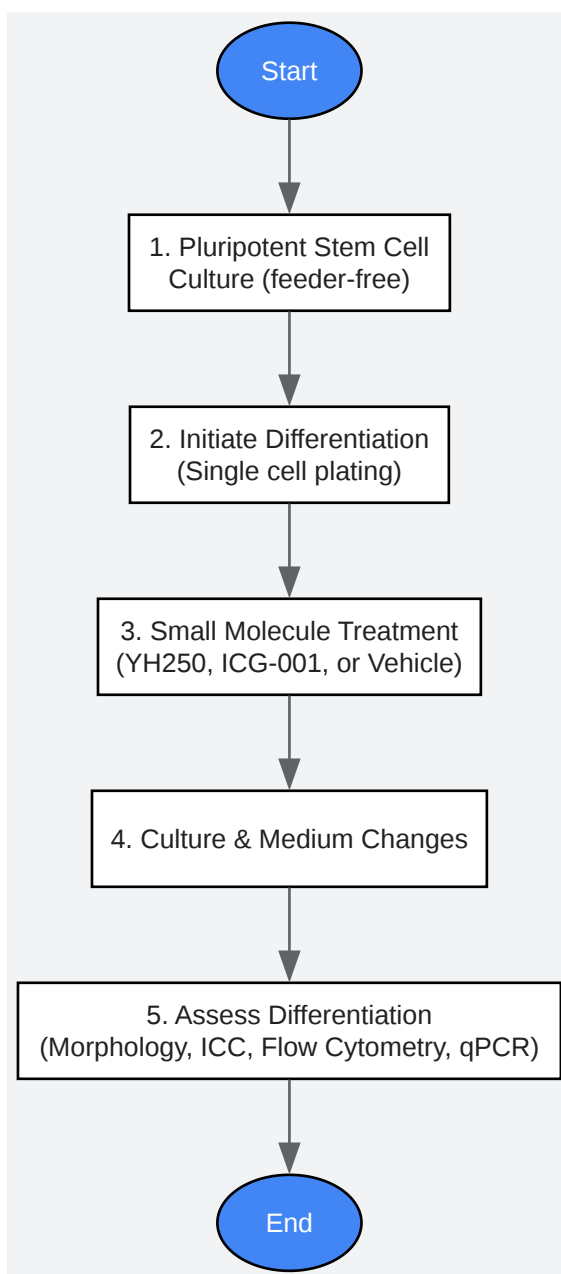 Start
1. Pluripotent Stem Cell
Culture (feeder-free)
2. Initiate Differentiation
(Single cell plating)
3. Small Molecule Treatment
(YH250, ICG-001, or Vehicle)
4. Culture & Medium Changes
5. Assess Differentiation
(Morphology, ICC, Flow Cytometry, qPCR)
End